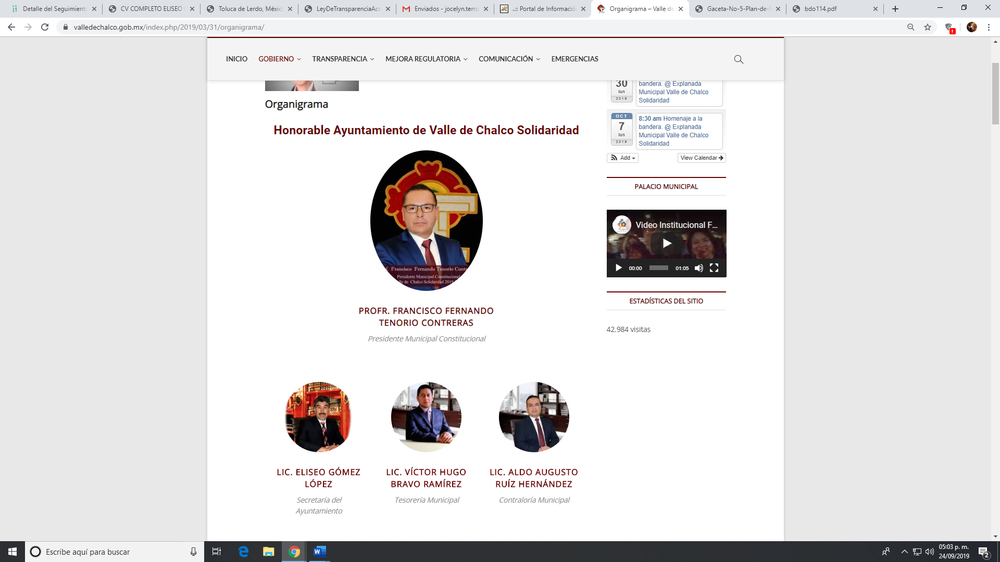 Detalle del Seguimiento
CV COMPLETO ELISEO
Toluca de Lerdo, Méxic
LeyDeTransparenciaAcc
Enviados - jocelyn.terro
..:: Portal de Informació
Organigrama – Valle de
Gaceta-No-5-Plan-de-
bdo114.pdf
valledechalco.gob.mx/index.php/2019/03/31/organigrama/
INICIO GOBIERNO TRANSPARENCIA MEJORA REGULATORIA COMUNICACIÓN EMERGENCIAS
Organigrama
Honorable Ayuntamiento de Valle de Chalco Solidaridad
Francisco Fernando Tenorio Contr
Presidente Municipal Constitucional
lle de Chalco Solidaridad 2019
PROFR. FRANCISCO FERNANDO
TENORIO CONTRERAS
Presidente Municipal Constitucional
LIC. ELISEO GÓMEZ
LÓPEZ
Secretaría del
Ayuntamiento
LIC. VÍCTOR HUGO
BRAVO RAMÍREZ
Tesorería Municipal
LIC. ALDO AUGUSTO
RUÍZ HERNÁNDEZ
Contraloría Municipal
30
lun
2019
bandera. @ Explanada
Municipal Valle de Chalco
Solidaridad
OCT
7
lun
2019
8:30 am Homenaje a la
bandera. @ Explanada
Municipal Valle de Chalco
Solidaridad
Add
View Calendar
PALACIO MUNICIPAL
Video Institucional F...
00:00 01:05
ESTADÍSTICAS DEL SITIO
42.984 visitas
Escribe aquí para buscar
05:03 p. m.
24/09/2019
2